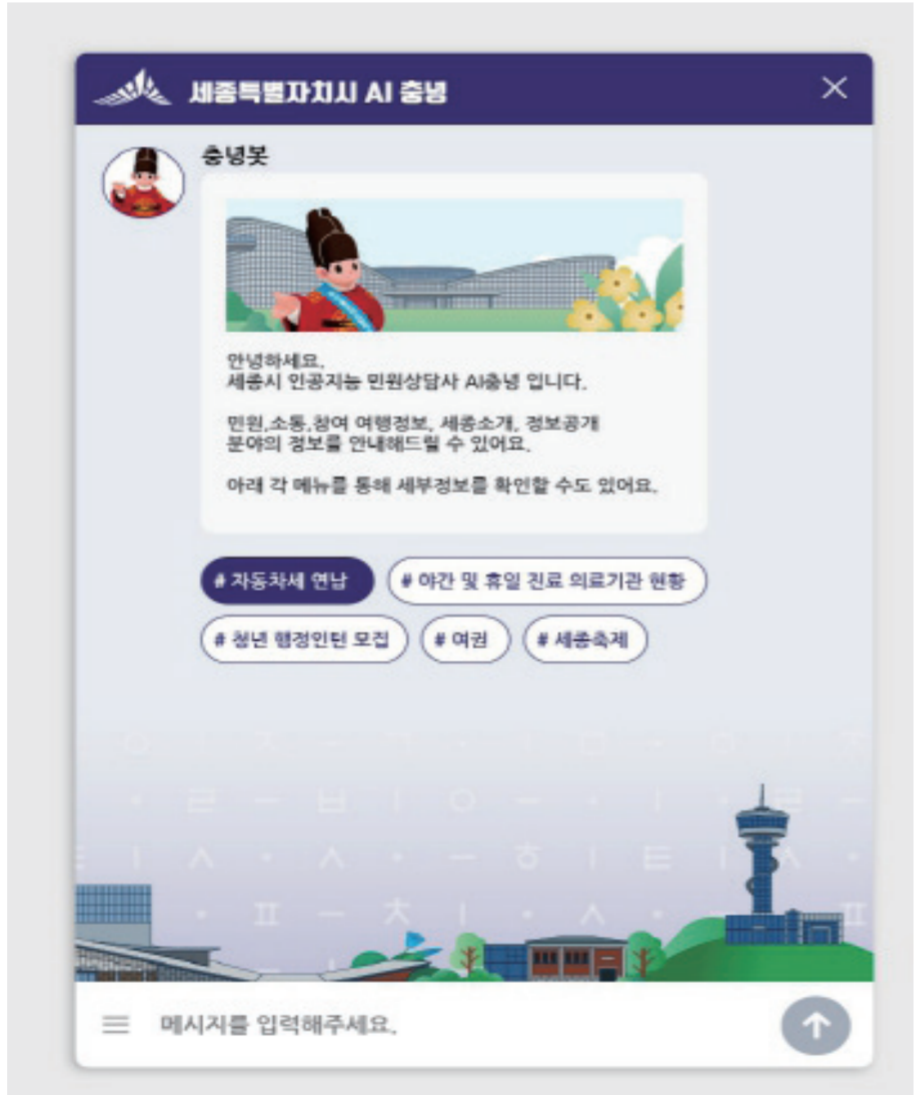 세종특별자치시 AI 충녕
충녕봇
안녕하세요.
세종시 인공지능 민원상담사 AI충녕 입니다.
민원,소통,참여 여행정보, 세종소개, 정보공개
분야의 정보를 안내해드릴 수 있어요.
아래 각 메뉴를 통해 세부정보를 확인할 수도 있어요.
# 자동차세 연납
# 야간 및 휴일 진료 의료기관 현황
# 청년 행정인턴 모집
# 여권
# 세종축제
메시지를 입력해주세요.